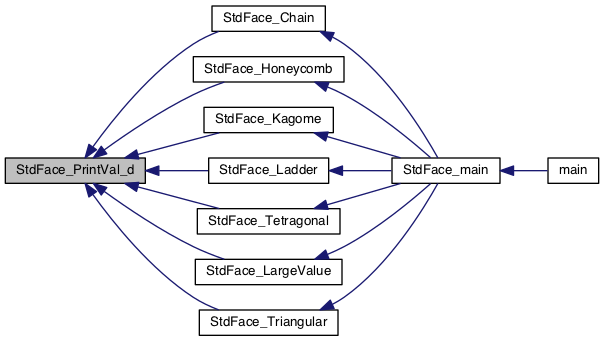 StdFace_Chain
StdFace_Honeycomb
StdFace_Kagome
StdFace_PrintVal_d
StdFace_Ladder
StdFace_main
main
StdFace_Tetragonal
StdFace_LargeValue
StdFace_Triangular